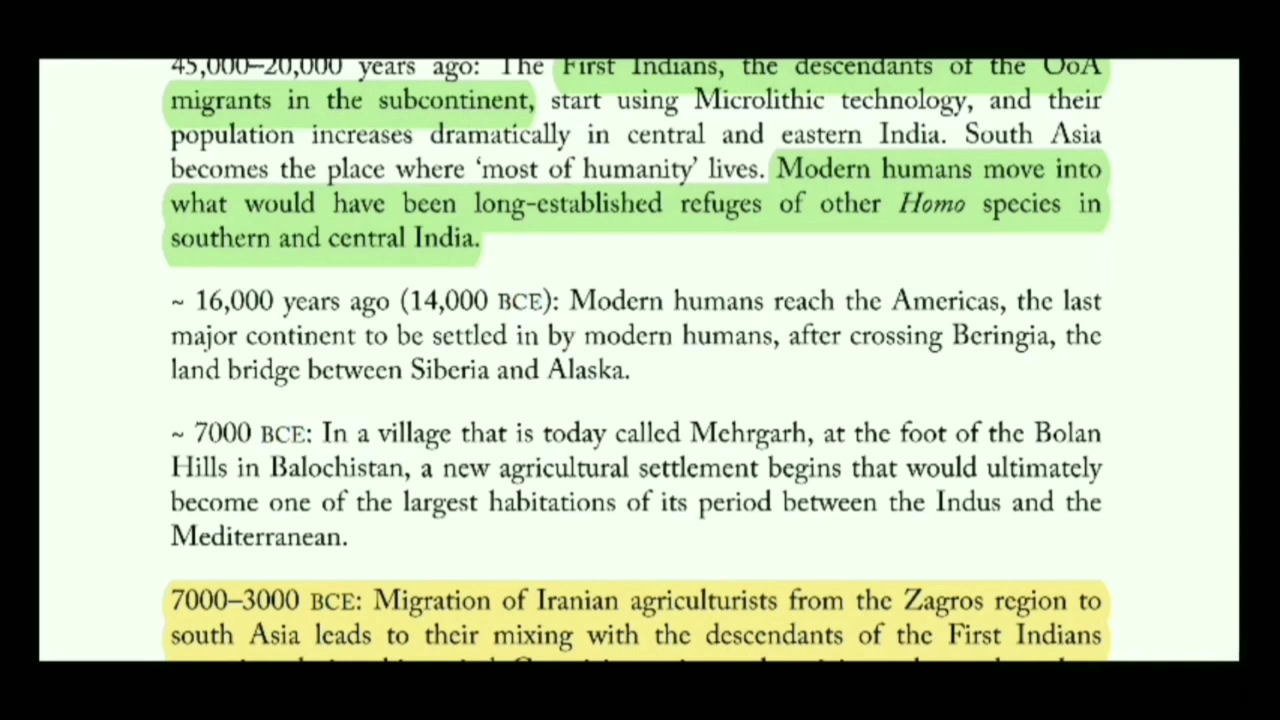 45,000–20,000 years ago: The First Indians, the descendants of the OoA
migrants in the subcontinent, start using Microlithic technology, and their
population increases dramatically in central and eastern India. South Asia
becomes the place where ‘most of humanity’ lives. Modern humans move into
what would have been long-established refuges of other Homo species in
southern and central India.
~ 16,000 years ago (14,000 BCE): Modern humans reach the Americas, the last
major continent to be settled in by modern humans, after crossing Beringia, the
land bridge between Siberia and Alaska.
~ 7000 BCE: In a village that is today called Mehrgarh, at the foot of the Bolan
Hills in Balochistan, a new agricultural settlement begins that would ultimately
become one of the largest habitations of its period between the Indus and the
Mediterranean.
7000–3000 BCE: Migration of Iranian agriculturists from the Zagros region to
south Asia leads to their mixing with the descendants of the First Indians